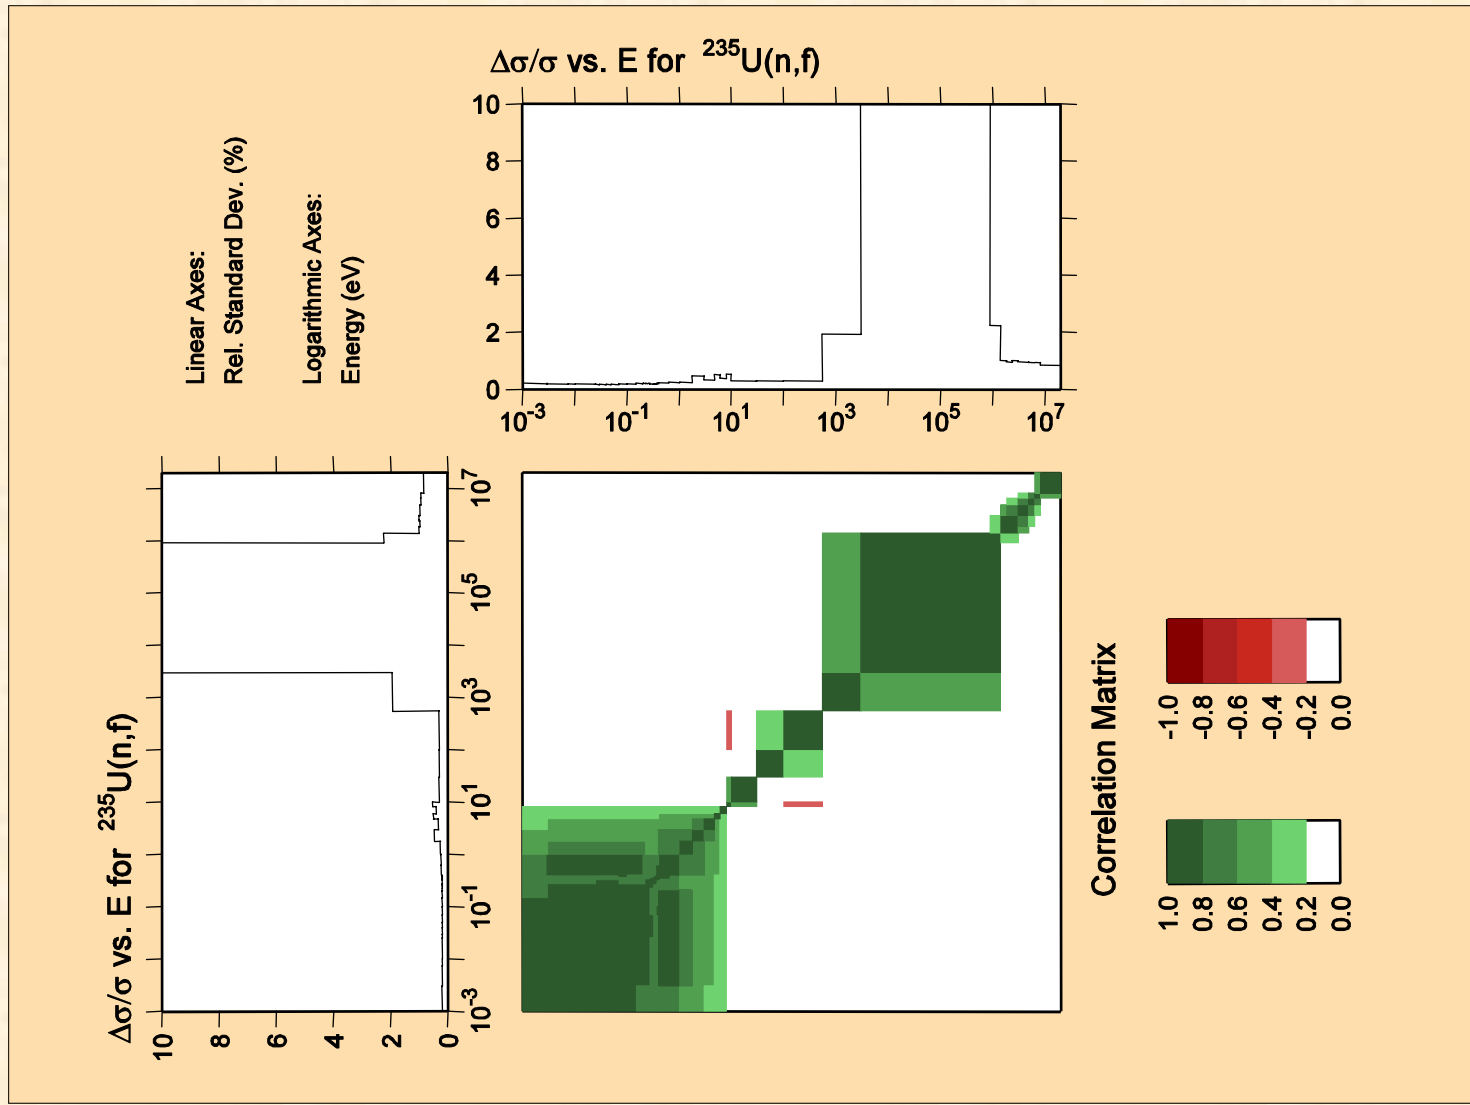 Δσ/σ vs. E for ²³⁵U(n,f)
10
8
6
4
2
0
10⁻³ 10⁻¹ 10¹ 10³ 10⁵ 10⁷
Linear Axes:
Rel. Standard Dev. (%)
Logarithmic Axes:
Energy (eV)
Δσ/σ vs. E for ²³⁵U(n,f)
10 8 6 4 2 0
10⁷
10⁵
10³
10¹
10⁻¹
10⁻³
Correlation Matrix
-1.0 -0.8 -0.6 -0.4 -0.2 0.0
1.0 0.8 0.6 0.4 0.2 0.0